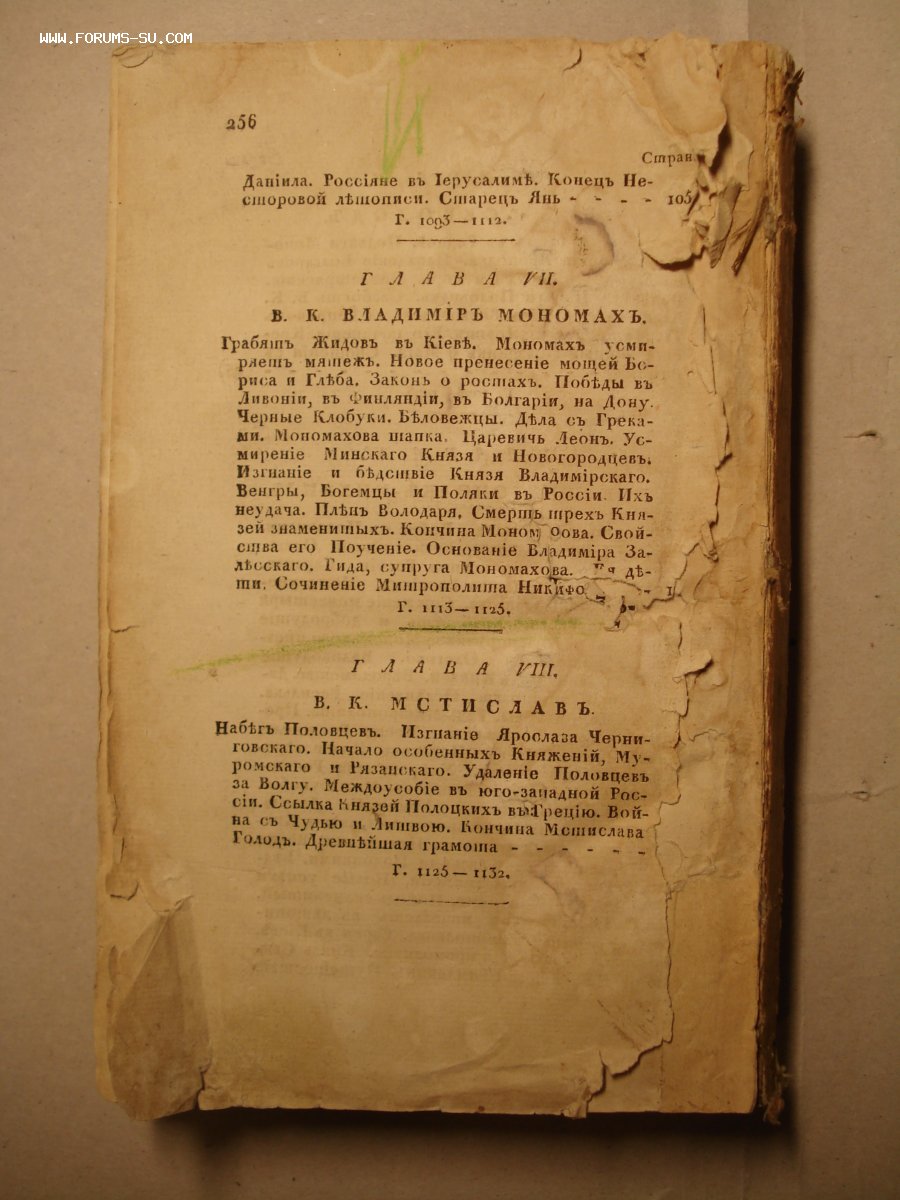 WWW.FORUMS-SU.COM
256
Стран
Даніила. Россіяне въ Іерусалимѣ. Конецъ Не-
сторовой лѣтописи. Старецъ Янь - - - - 105
Г. 1093—1112.
ГЛАВА VII.
В. К. ВЛАДИМІРЪ МОНОМАХЪ.
Грабятъ Жидовъ въ Кіевѣ. Мономахъ усми-
ряетъ мятежъ. Новое пренесеніе мощей Бо-
риса и Глѣба. Законъ о ростахъ. Побѣды въ
Ливоніи, въ Финляндіи, въ Болгаріи, на Дону.
Черные Клобуки. Бѣловежцы. Дѣла съ Грека-
ми. Мономахова шапка. Царевичь Леонъ. Ус-
миреніе Минскаго Князя и Новогородцевъ.
Изгнаніе и бѣдствіе Князя Владимірскаго.
Венгры, Богемцы и Поляки въ Россіи. Ихъ
неудача. Плѣнъ Володаря. Смерть трехъ Кня-
зей знаменитыхъ. Кончина Моном ова. Свой-
ства его Поученіе. Основаніе Владиміра За-
лѣсскаго. Гида, супруга Мономахова. дѣ-
ти. Сочиненіе Митрополита Никифо
Г. 1113—1125.
ГЛАВА VIII.
В. К. МСТИСЛАВЪ.
Набѣгъ Половцевъ. Изгнаніе Ярослава Черни-
говскаго. Начало особенныхъ Княженій, Му-
ромскаго и Рязанскаго. Удаленіе Половцевъ
за Волгу. Междоусобіе въ юго-западной Рос-
сіи. Ссылка Князей Полоцкихъ въ Грецію. Вой-
на съ Чудью и Литвою. Кончина Мстислава
Голодъ. Древнѣйшая грамота - - - - - -
Г. 1125—1132.